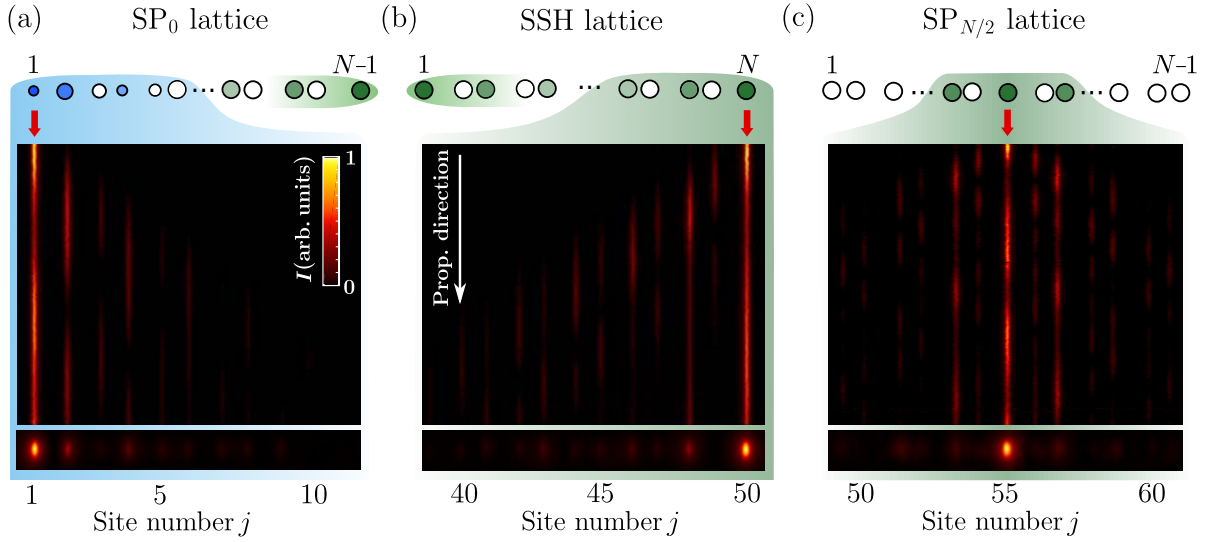 (a) SP₀ lattice
1 N-1
...
I(arb. units)
1
0
1 5 10
Site number j
(b) SSH lattice
1 N
...
Prop. direction
40 45 50
Site number j
(c) SP_{N/2} lattice
1 N-1
... ...
50 55 60
Site number j